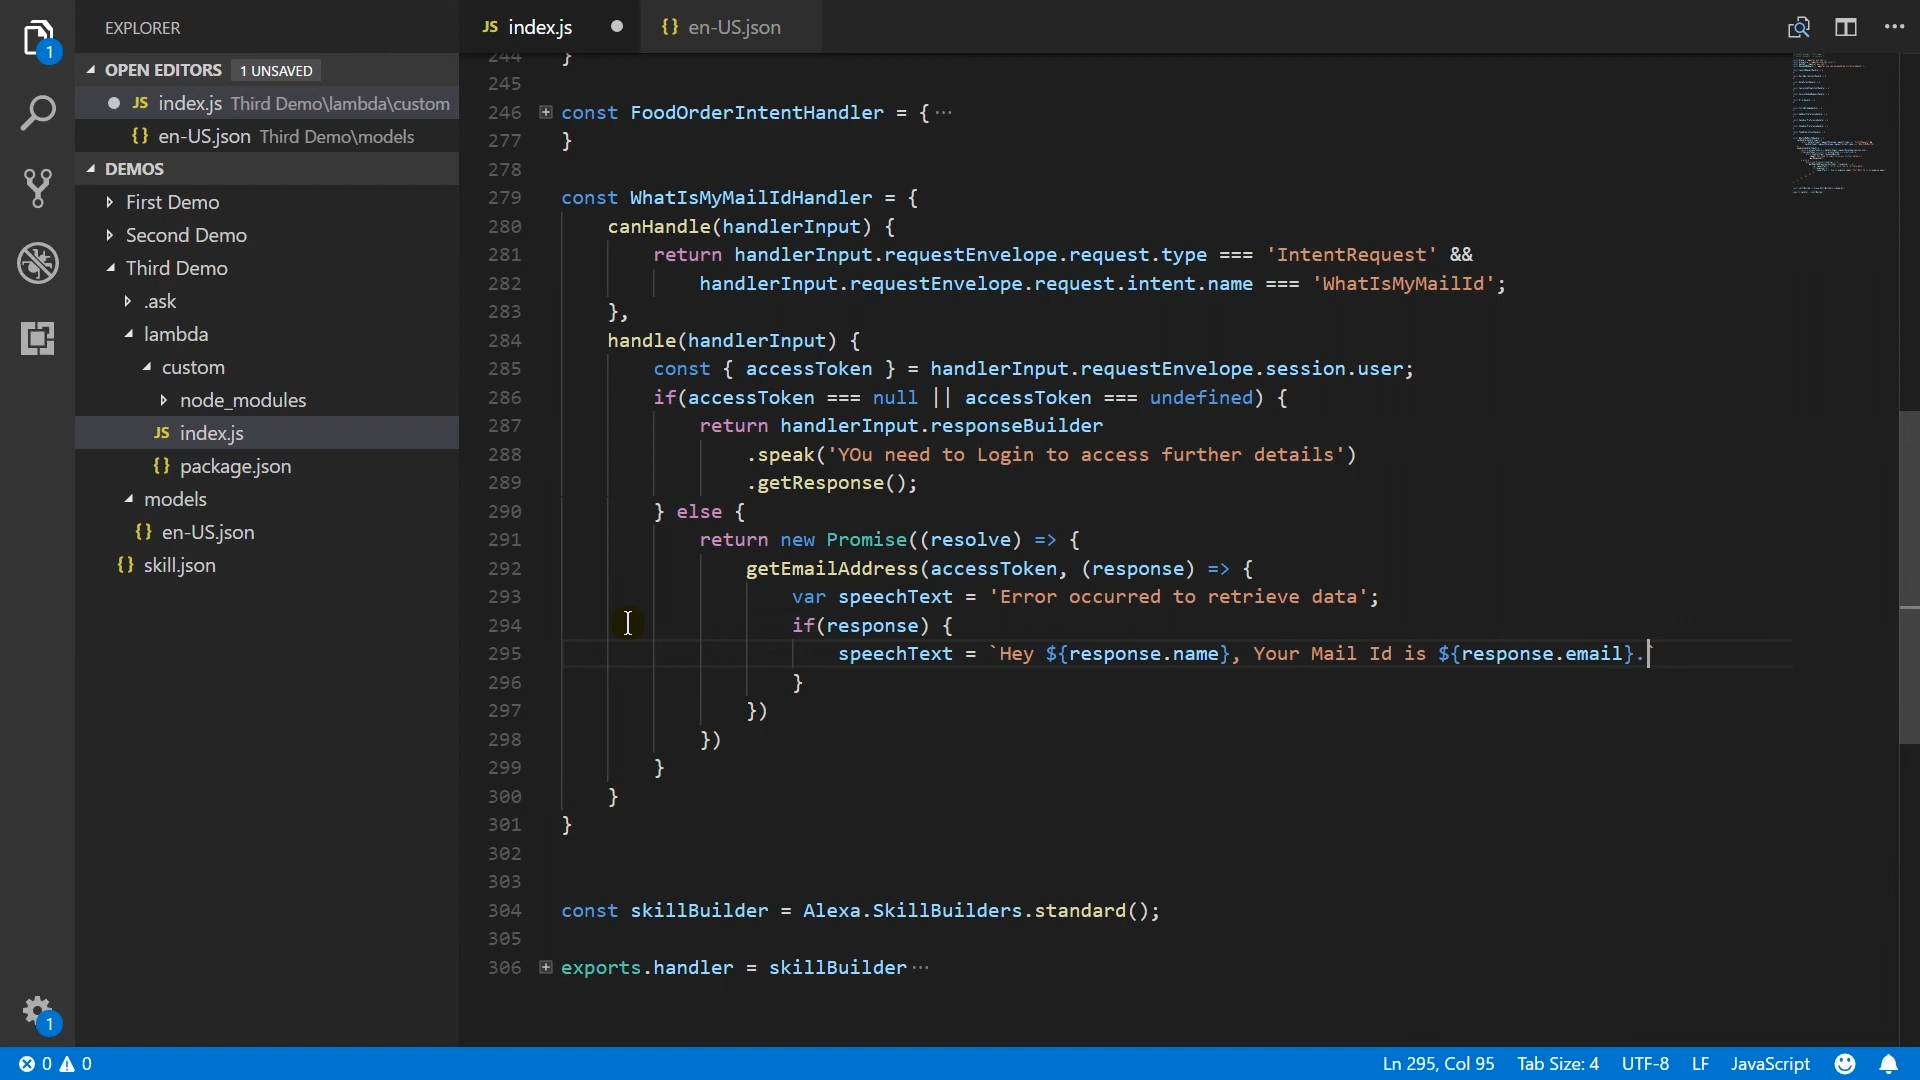 EXPLORER
OPEN EDITORS 1 UNSAVED
JS index.js Third Demo\lambda\custom
{} en-US.json Third Demo\models
DEMOS
First Demo
Second Demo
Third Demo
.ask
lambda
custom
node_modules
JS index.js
{} package.json
models
{} en-US.json
{} skill.json
1
1
JS index.js
{} en-US.json
244 }
245
246 const FoodOrderIntentHandler = {…
277 }
278
279 const WhatIsMyMailIdHandler = {
280 canHandle(handlerInput) {
281 return handlerInput.requestEnvelope.request.type === 'IntentRequest' &&
282 handlerInput.requestEnvelope.request.intent.name === 'WhatIsMyMailId';
283 },
284 handle(handlerInput) {
285 const { accessToken } = handlerInput.requestEnvelope.session.user;
286 if(accessToken === null || accessToken === undefined) {
287 return handlerInput.responseBuilder
288 .speak('YOu need to Login to access further details')
289 .getResponse();
290 } else {
291 return new Promise((resolve) => {
292 getEmailAddress(accessToken, (response) => {
293 var speechText = 'Error occurred to retrieve data';
294 if(response) {
295 speechText = `Hey ${response.name}, Your Mail Id is ${response.email}.`
296 }
297 })
298 })
299 }
300 }
301 }
302
303
304 const skillBuilder = Alexa.SkillBuilders.standard();
305
306 exports.handler = skillBuilder…
0 0
Ln 295, Col 95 Tab Size: 4 UTF-8 LF JavaScript